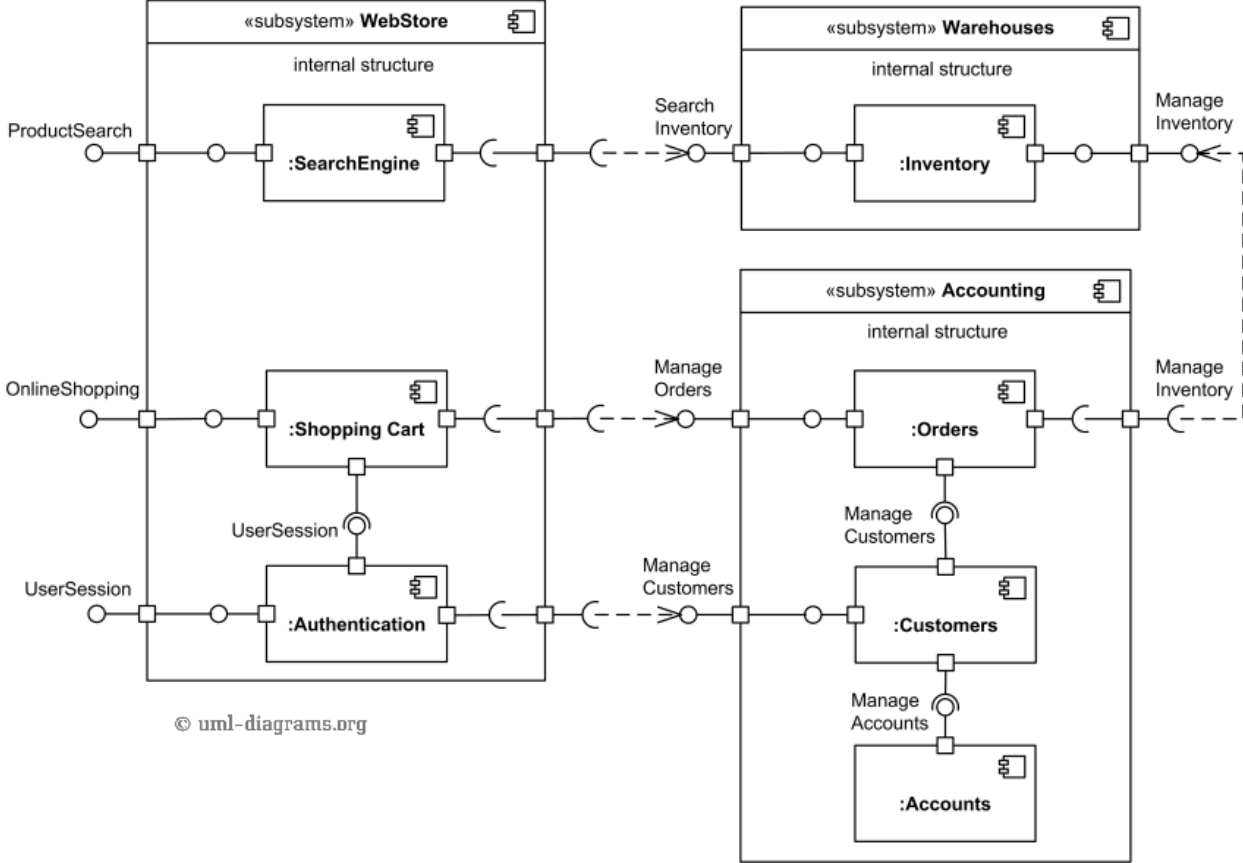 «subsystem» WebStore
internal structure
ProductSearch
:SearchEngine
OnlineShopping
:Shopping Cart
UserSession
UserSession
:Authentication
© uml-diagrams.org
«subsystem» Warehouses
internal structure
Search
Inventory
:Inventory
Manage
Inventory
«subsystem» Accounting
internal structure
Manage
Orders
:Orders
Manage
Inventory
Manage
Customers
Manage
Customers
:Customers
Manage
Accounts
:Accounts